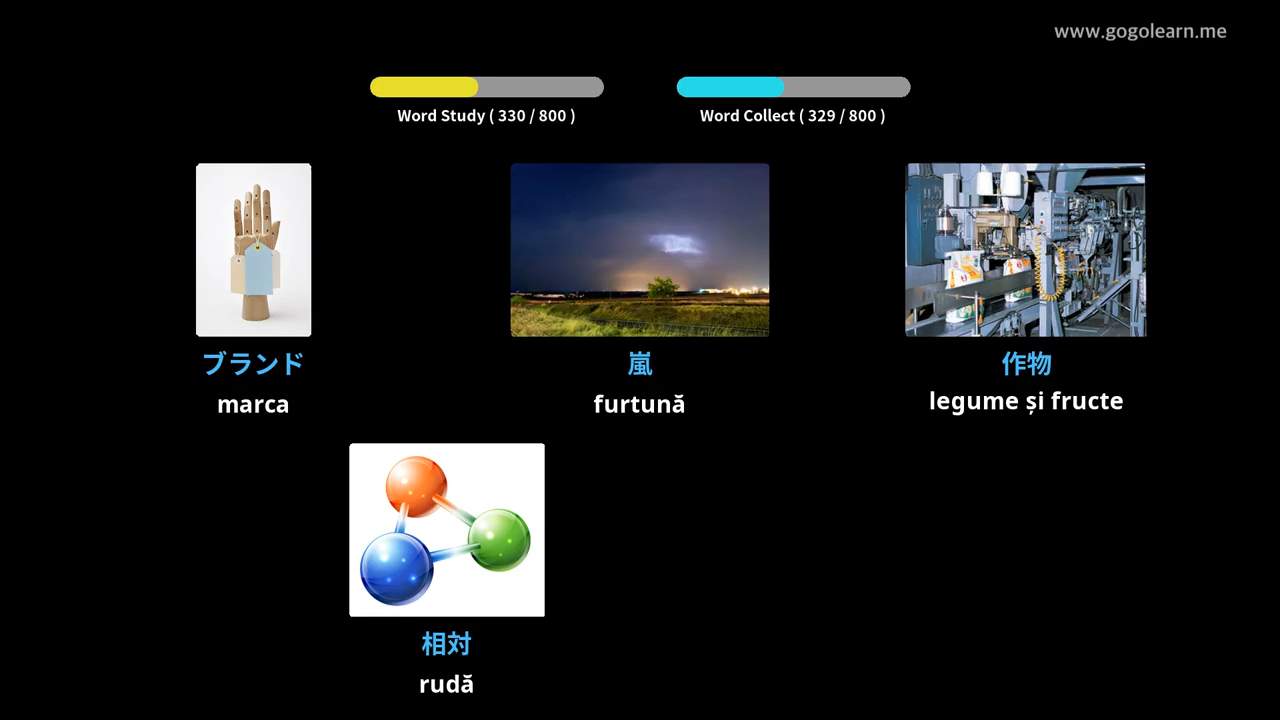 www.gogolearn.me
Word Study ( 330 / 800 )
Word Collect ( 329 / 800 )
ブランド
marca
嵐
furtună
作物
legume și fructe
相対
rudă